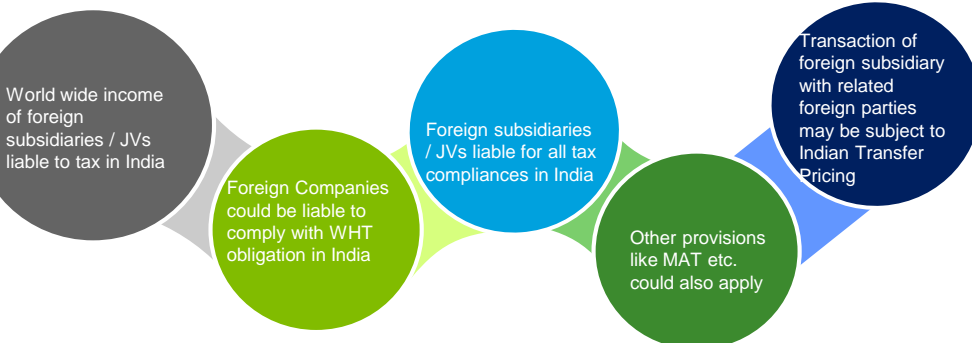 World wide income
of foreign
subsidiaries / JVs
liable to tax in India
Foreign Companies
could be liable to
comply with WHT
obligation in India
Foreign subsidiaries
/ JVs liable for all tax
compliances in India
Other provisions
like MAT etc.
could also apply
Transaction of
foreign subsidiary
with related
foreign parties
may be subject to
Indian Transfer
Pricing